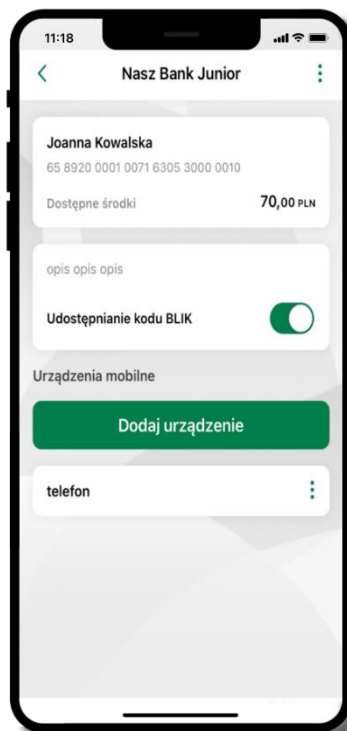 11:18
Nasz Bank Junior
Joanna Kowalska
65 8920 0001 0071 6305 3000 0010
Dostępne środki 70,00 PLN
opis opis opis
Udostępnianie kodu BLIK
Urządzenia mobilne
Dodaj urządzenie
telefon